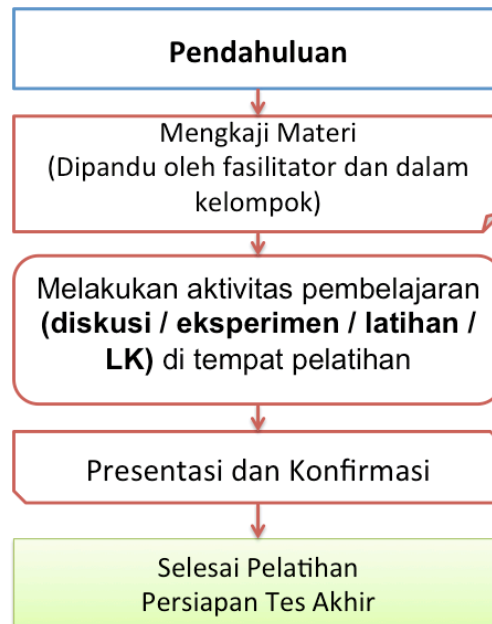 Pendahuluan
Mengkaji Materi
(Dipandu oleh fasilitator dan dalam
kelompok)
Melakukan aktivitas pembelajaran
(diskusi / eksperimen / latihan /
LK) di tempat pelatihan
Presentasi dan Konfirmasi
Selesai Pelatihan
Persiapan Tes Akhir